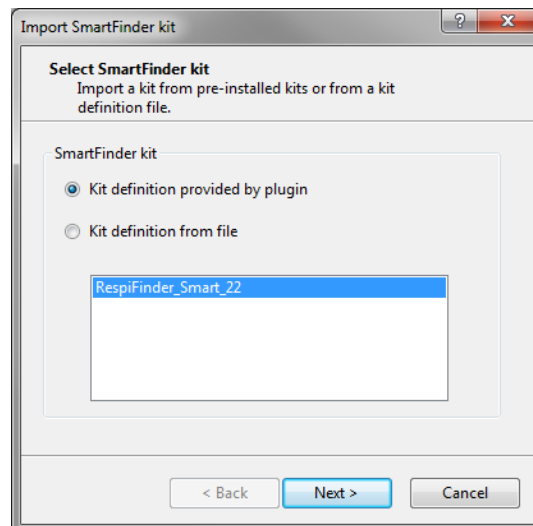 Import SmartFinder kit
Select SmartFinder kit
Import a kit from pre-installed kits or from a kit
definition file.
SmartFinder kit
Kit definition provided by plugin
Kit definition from file
RespiFinder_Smart_22
< Back
Next >
Cancel